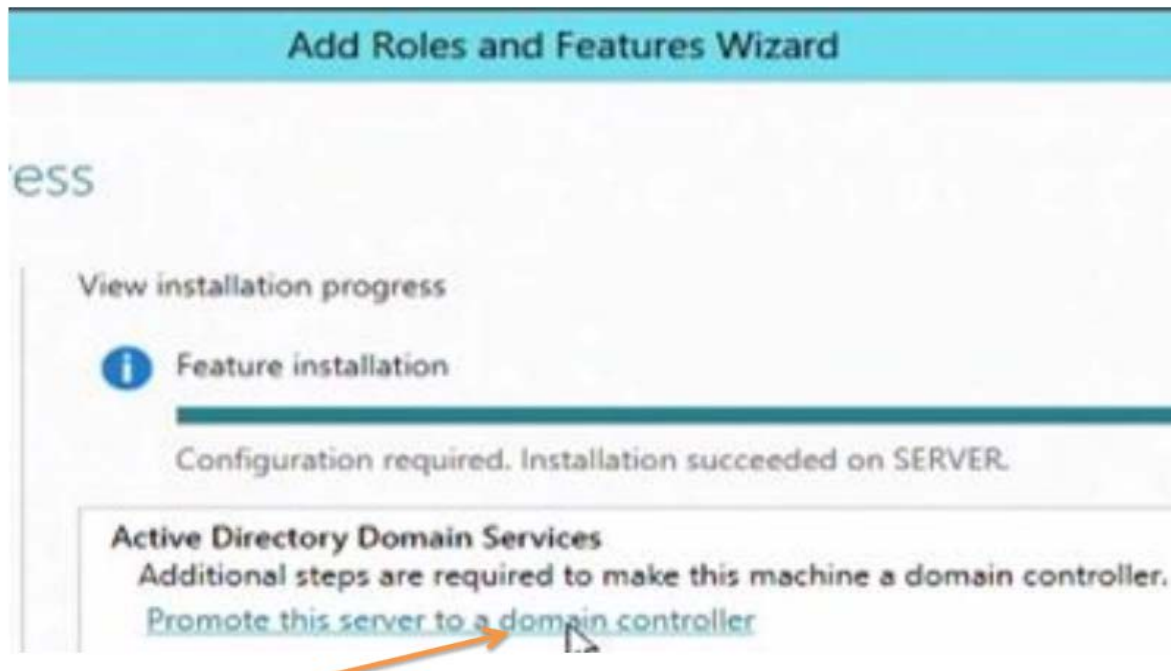 Add Roles and Features Wizard
ess
View installation progress
Feature installation
Configuration required. Installation succeeded on SERVER.
Active Directory Domain Services
Additional steps are required to make this machine a domain controller.
Promote this server to a domain controller